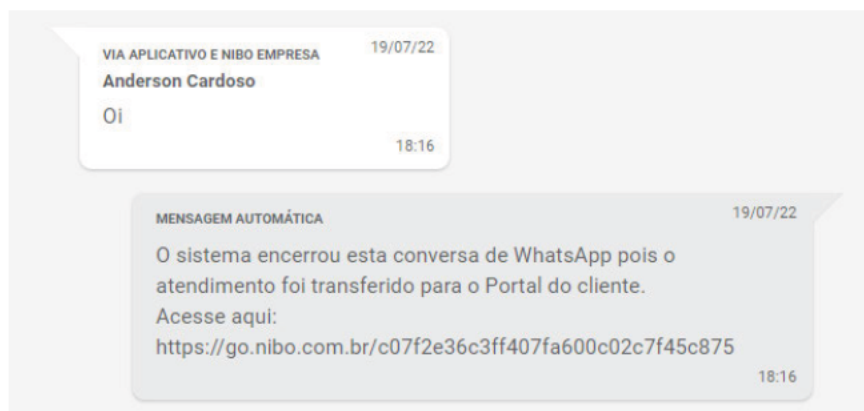 VIA APLICATIVO E NIBO EMPRESA 19/07/22
Anderson Cardoso
Oi
18:16
MENSAGEM AUTOMÁTICA 19/07/22
O sistema encerrou esta conversa de WhatsApp pois o
atendimento foi transferido para o Portal do cliente.
Acesse aqui:
https://go.nibo.com.br/c07f2e36c3ff407fa600c02c7f45c875
18:16